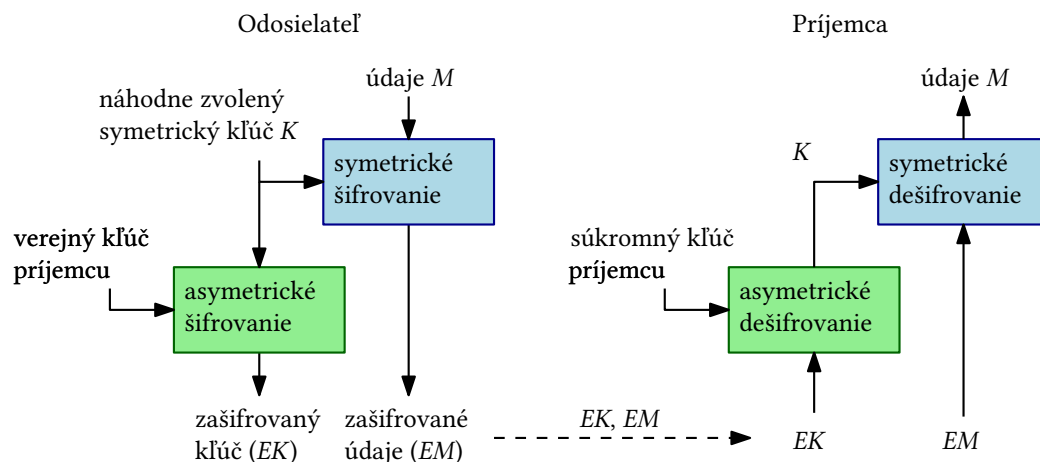 Odosielateľ
Príjemca
údaje M
náhodne zvolený
symetrický kľúč K
symetrické
šifrovanie
verejný kľúč
príjemcu
asymetrické
šifrovanie
zašifrovaný
kľúč (EK)
zašifrované
údaje (EM)
EK, EM
údaje M
K
symetrické
dešifrovanie
súkromný kľúč
príjemcu
asymetrické
dešifrovanie
EK
EM